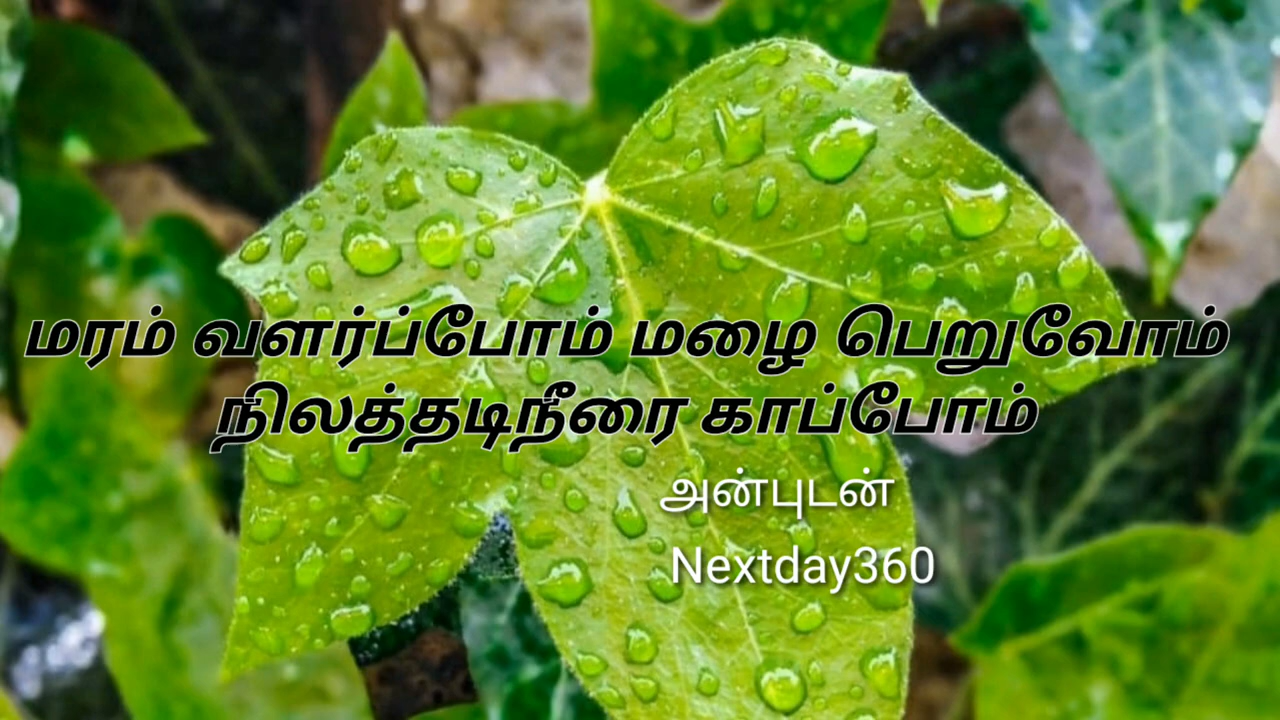 மரம் வளர்ப்போம் மழை பெறுவோம்
நிலத்தடிநீரை காப்போம்
அன்புடன்
Nextday360